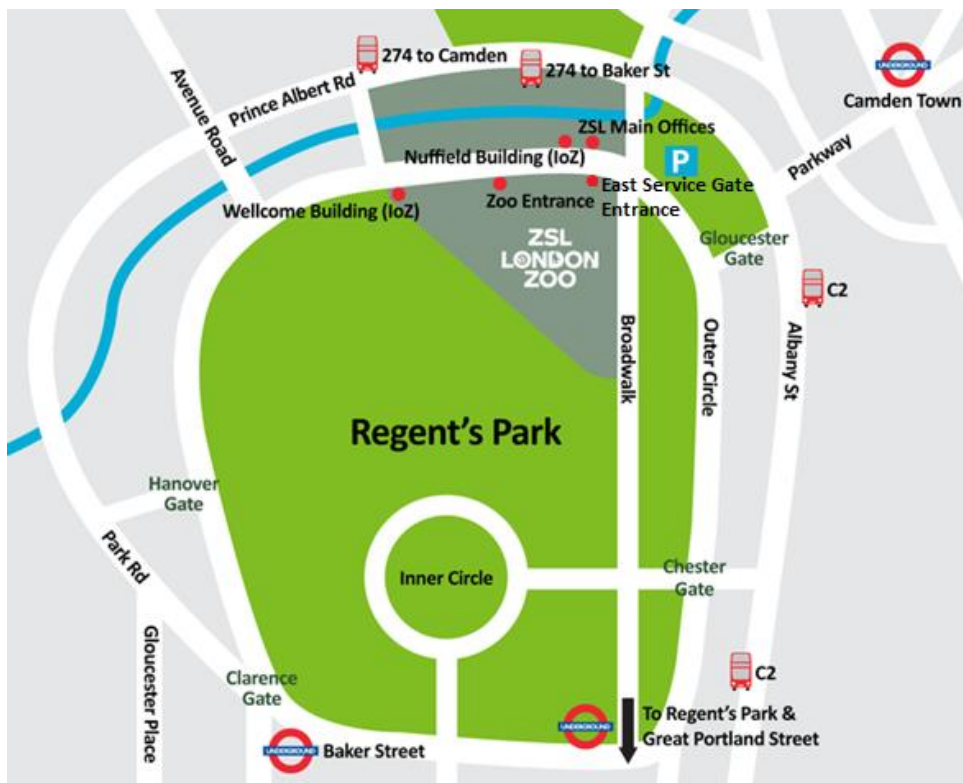 274 to Camden
274 to Baker St
UNDERGROUND
Camden Town
Avenue Road
Prince Albert Rd
ZSL Main Offices
Nuffield Building (IoZ)
P
Parkway
East Service Gate
Entrance
Zoo Entrance
Wellcome Building (IoZ)
ZSL
LONDON
ZOO
Gloucester
Gate
C2
Broadwalk
Outer Circle
Albany St
Regent's Park
Hanover
Gate
Park Rd
Inner Circle
Chester
Gate
Gloucester Place
Clarence
Gate
C2
UNDERGROUND
To Regent's Park &
Great Portland Street
UNDERGROUND
Baker Street